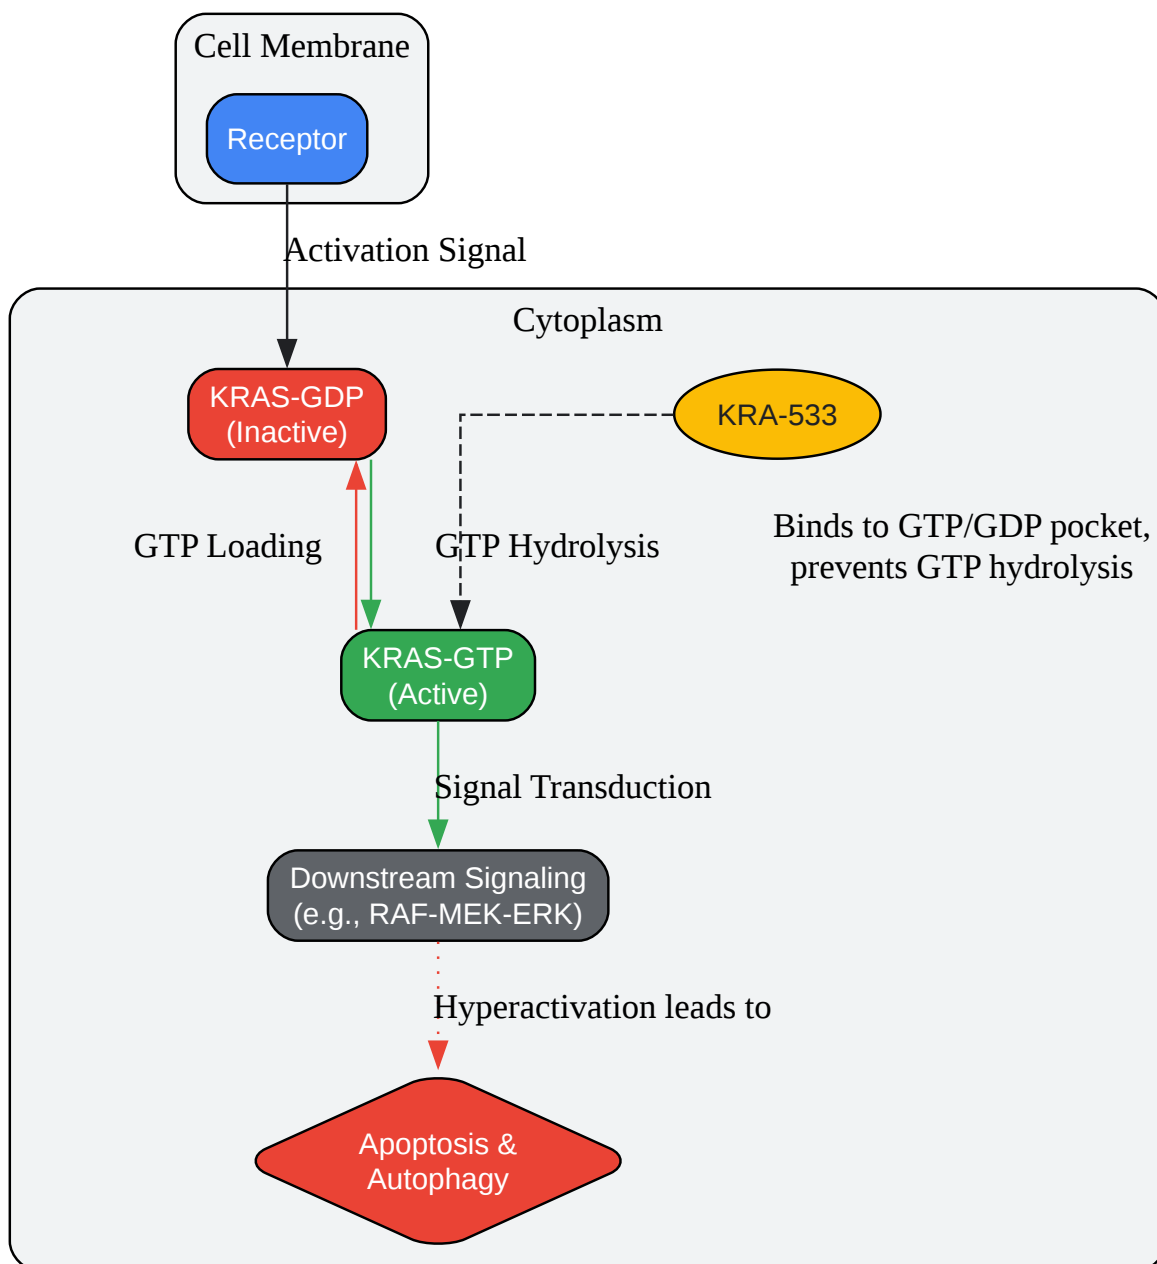 Cell Membrane
Receptor
Activation Signal
Cytoplasm
KRAS-GDP
(Inactive)
KRA-533
GTP Loading
GTP Hydrolysis
Binds to GTP/GDP pocket,
prevents GTP hydrolysis
KRAS-GTP
(Active)
Signal Transduction
Downstream Signaling
(e.g., RAF-MEK-ERK)
Hyperactivation leads to
Apoptosis &
Autophagy